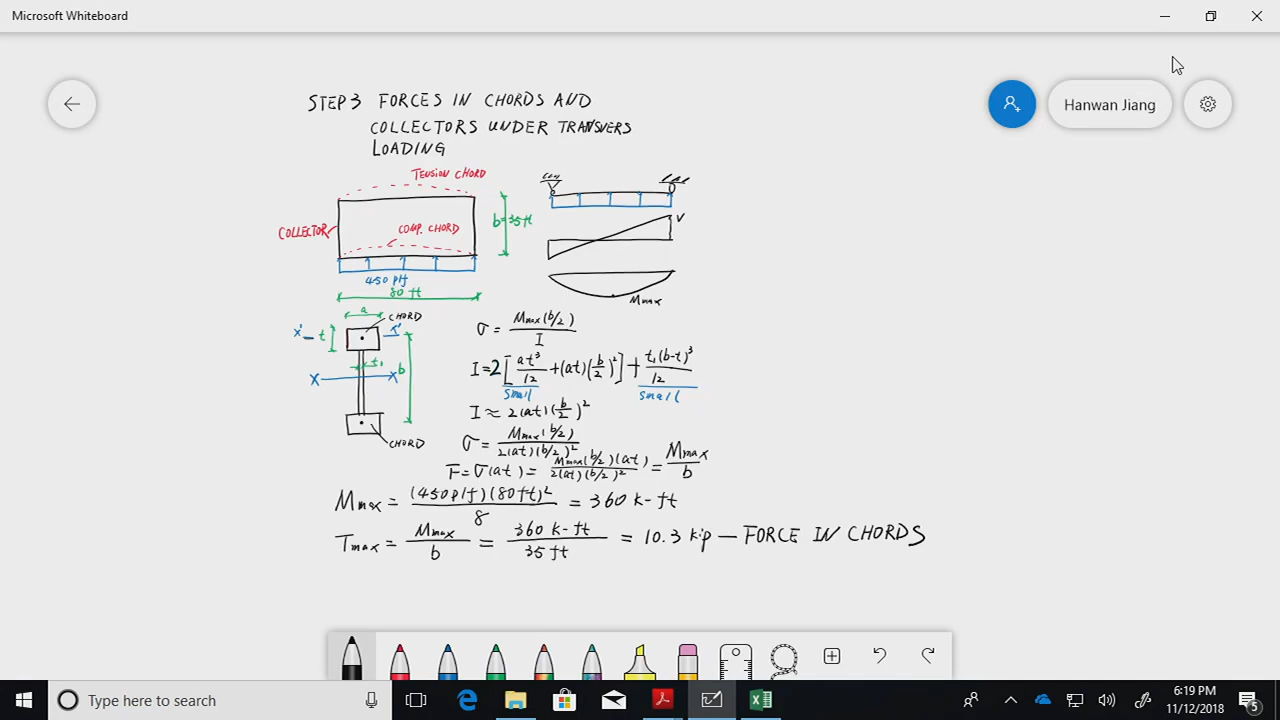 Microsoft Whiteboard
Hanwan Jiang
STEP 3 FORCES IN CHORDS AND
COLLECTORS UNDER TRANSVERS
LOADING
TENSION CHORD
COLLECTOR
COMP. CHORD
b=35ft
450 plf
80 ft
V
Mmax
a
CHORD
x' t x'
t₁
x x b
CHORD
σ = Mmax(b/2) / I
I = 2[at³/12 + (at)(b/2)²] + t₁(b-t)³/12
small small
I ≈ 2(at)(b/2)²
σ = Mmax(b/2) / 2(at)(b/2)²
F = σ(at) = Mmax(b/2)(at) / 2(at)(b/2)² = Mmax / b
Mmax = (450plf)(80ft)² / 8 = 360 k-ft
Tmax = Mmax / b = 360 k-ft / 35 ft = 10.3 kip — FORCE IN CHORDS
Type here to search
6:19 PM
11/12/2018
5